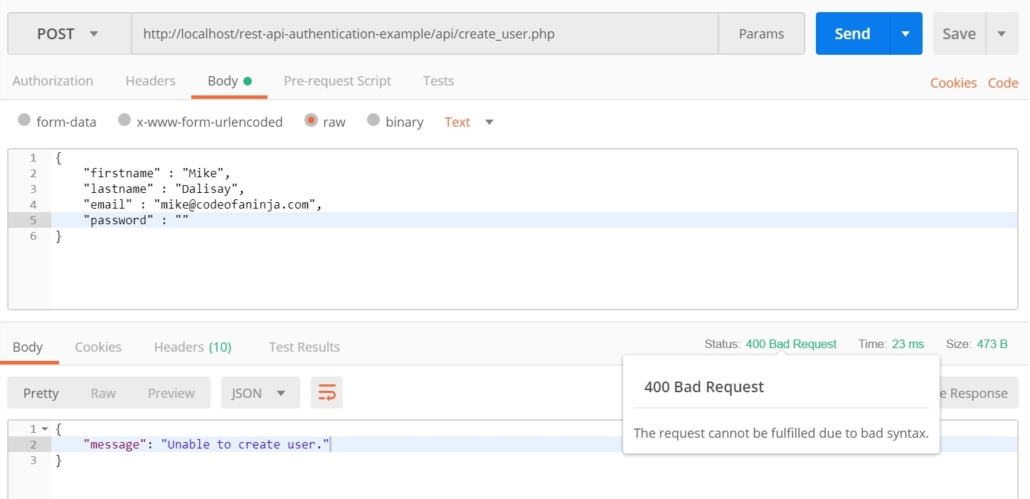 POST http://localhost/rest-api-authentication-example/api/create_user.php Params Send Save
Authorization Headers Body Pre-request Script Tests Cookies Code
form-data x-www-form-urlencoded raw binary Text
1 {
2 "firstname" : "Mike",
3 "lastname" : "Dalisay",
4 "email" : "mike@codeofaninja.com",
5 "password" : ""
6 }
Body Cookies Headers (10) Test Results Status: 400 Bad Request Time: 23 ms Size: 473 B
400 Bad Request
The request cannot be fulfilled due to bad syntax.
Pretty Raw Preview JSON e Response
1 {
2 "message": "Unable to create user."
3 }